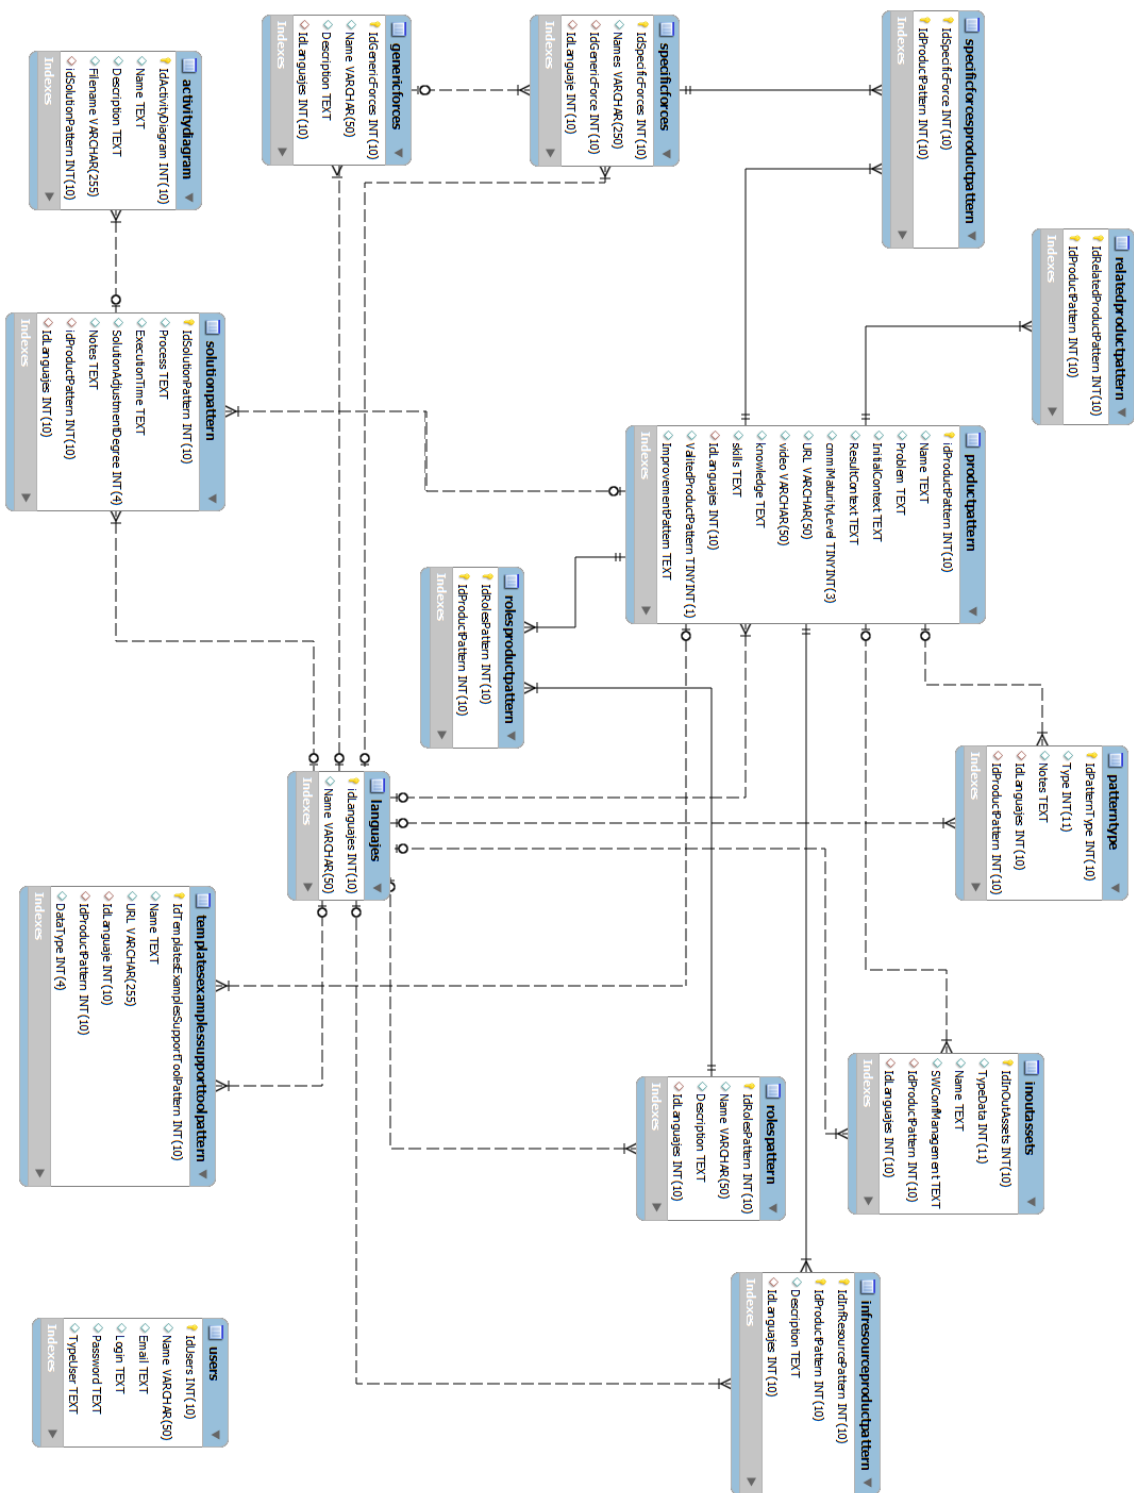 relatedproductpattern
IdRelatedProductPattern INT(10)
IdProductPattern INT(10)
Indexes
specificforcesproductpattern
IdSpecificForce INT(10)
IdProductPattern INT(10)
Indexes
specificforces
IdSpecificForces INT(10)
Names VARCHAR(250)
IdGenericForce INT(10)
IdLanguaje INT(10)
Indexes
genericforces
IdGenericForces INT(10)
Name VARCHAR(50)
Description TEXT
IdLanguajes INT(10)
Indexes
activitydiagram
IdActivityDiagram INT(10)
Name TEXT
Description TEXT
Filename VARCHAR(255)
idSolutionPattern INT(10)
Indexes
solutionpattern
IdSolutionPattern INT(10)
Process TEXT
ExecutionTime TEXT
SolutionAdjustmentDegree INT(4)
Notes TEXT
idProductPattern INT(10)
IdLanguajes INT(10)
Indexes
productpattern
idProductPattern INT(10)
Name TEXT
Problem TEXT
InitialContext TEXT
ResultContext TEXT
cmmiMaturityLevel TINYINT(3)
URL VARCHAR(50)
video VARCHAR(50)
knowledge TEXT
skills TEXT
IdLanguajes INT(10)
ValitedProductPattern TINYINT(1)
ImprovementPattern TEXT
Indexes
rolesproductpattern
IdRolesPattern INT(10)
IdProductPattern INT(10)
Indexes
patterntype
IdPatternType INT(10)
Type INT(11)
Notes TEXT
IdLanguajes INT(10)
IdProductPattern INT(10)
Indexes
languajes
idLanguajes INT(10)
Name VARCHAR(50)
Indexes
inoutassets
IdInOutAssets INT(10)
TypeData INT(11)
Name TEXT
SWConfManagement TEXT
IdProductPattern INT(10)
IdLanguajes INT(10)
Indexes
rolespattern
IdRolesPattern INT(10)
Name VARCHAR(50)
Description TEXT
IdLanguajes INT(10)
Indexes
templatesexamplessupporttoolpattern
IdTemplatesExamplesSupportToolPattern INT(10)
Name TEXT
URL VARCHAR(255)
IdLanguaje INT(10)
IdProductPattern INT(10)
DataType INT(4)
Indexes
infresourceproductpattern
IdInfResourcePattern INT(10)
IdProductPattern INT(10)
Description TEXT
IdLanguajes INT(10)
Indexes
users
IdUsers INT(10)
Name VARCHAR(50)
Email TEXT
Login TEXT
Password TEXT
TypeUser TEXT
Indexes